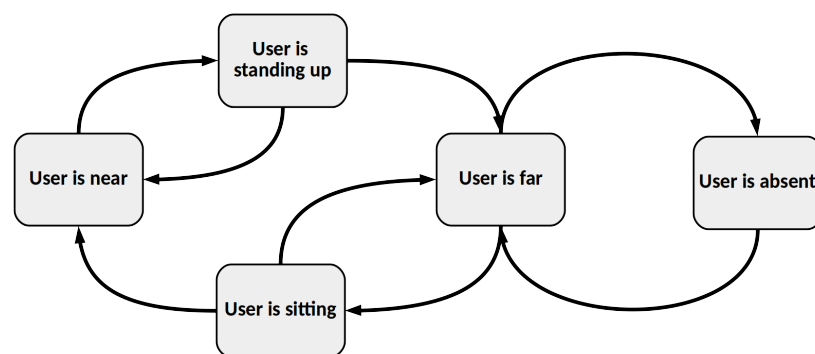 User is
standing up
User is near
User is far
User is absent
User is sitting